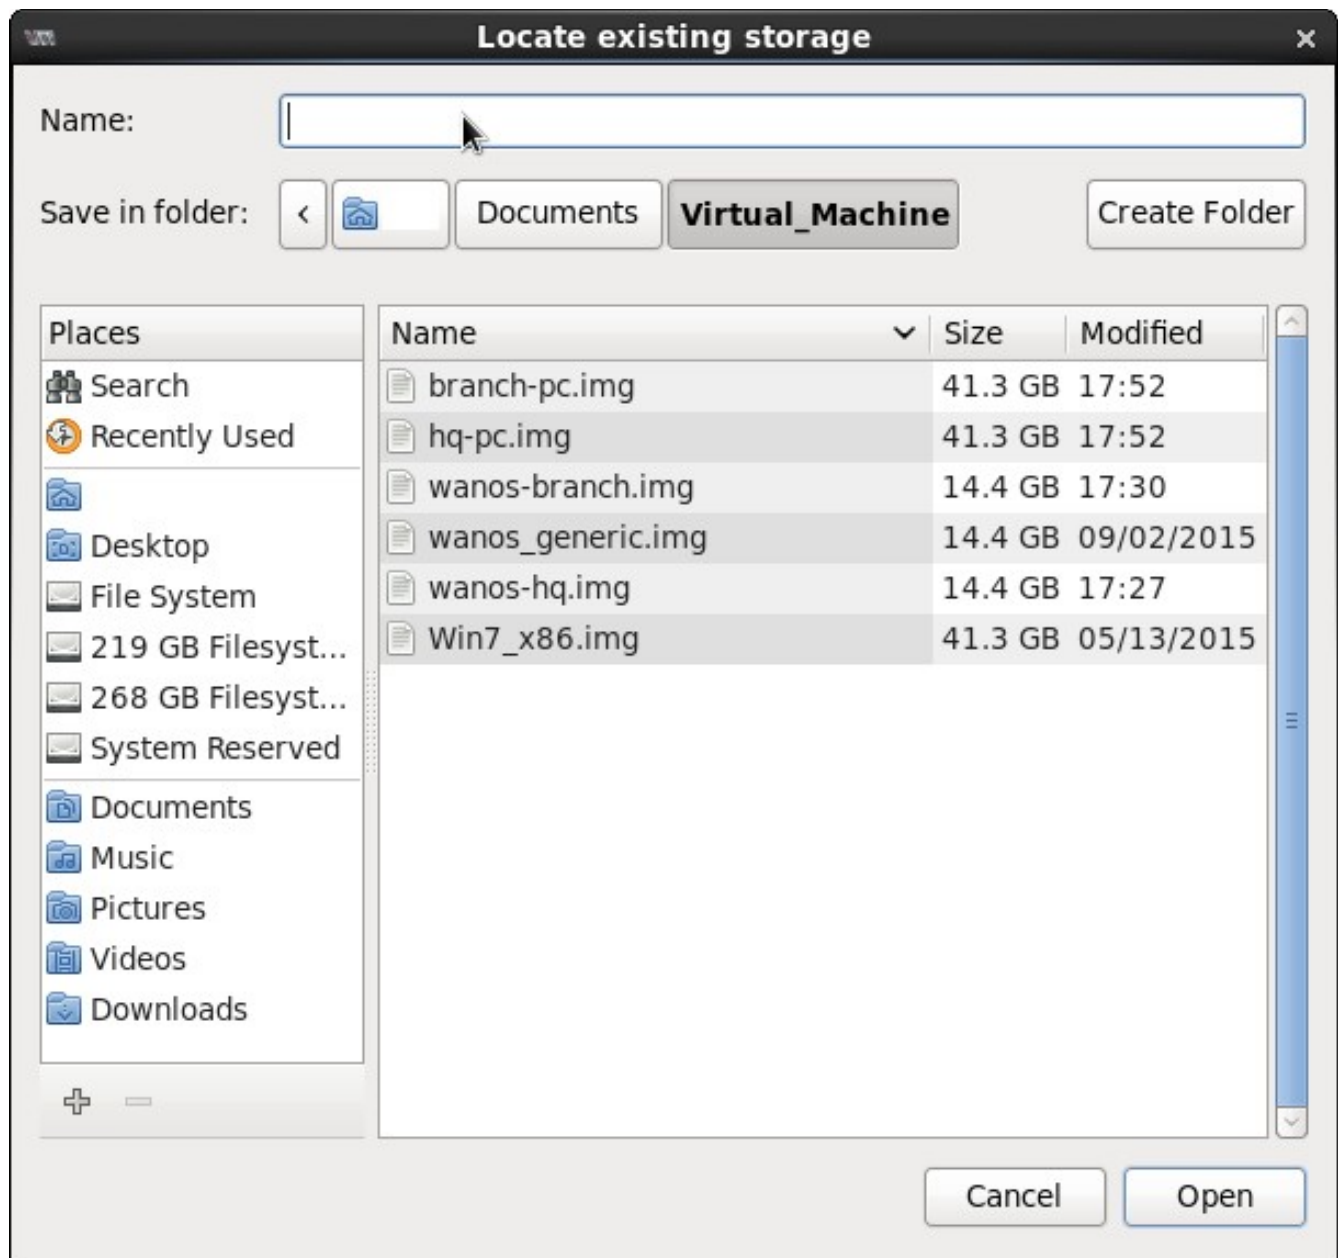 Locate existing storage
Name:
Save in folder: < Documents Virtual_Machine Create Folder
Places
Search
Recently Used
Desktop
File System
219 GB Filesyst...
268 GB Filesyst...
System Reserved
Documents
Music
Pictures
Videos
Downloads
Name Size Modified
branch-pc.img 41.3 GB 17:52
hq-pc.img 41.3 GB 17:52
wanos-branch.img 14.4 GB 17:30
wanos_generic.img 14.4 GB 09/02/2015
wanos-hq.img 14.4 GB 17:27
Win7_x86.img 41.3 GB 05/13/2015
Cancel Open